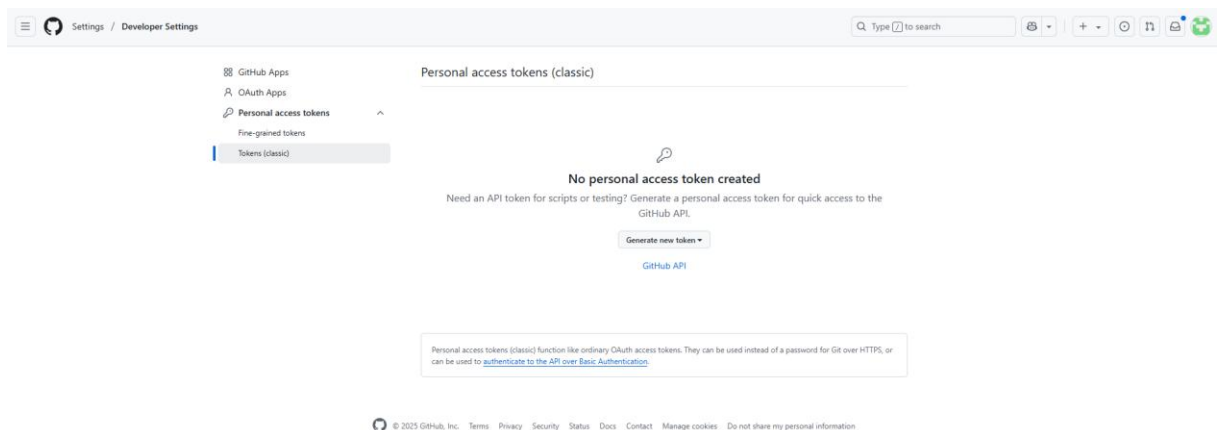 Settings / Developer Settings
Type / to search
GitHub Apps
OAuth Apps
Personal access tokens
Fine-grained tokens
Tokens (classic)
Personal access tokens (classic)
No personal access token created
Need an API token for scripts or testing? Generate a personal access token for quick access to the
GitHub API.
Generate new token
GitHub API
Personal access tokens (classic) function like ordinary OAuth access tokens. They can be used instead of a password for Git over HTTPS, or
can be used to authenticate to the API over Basic Authentication.
© 2025 GitHub, Inc. Terms Privacy Security Status Docs Contact Manage cookies Do not share my personal information